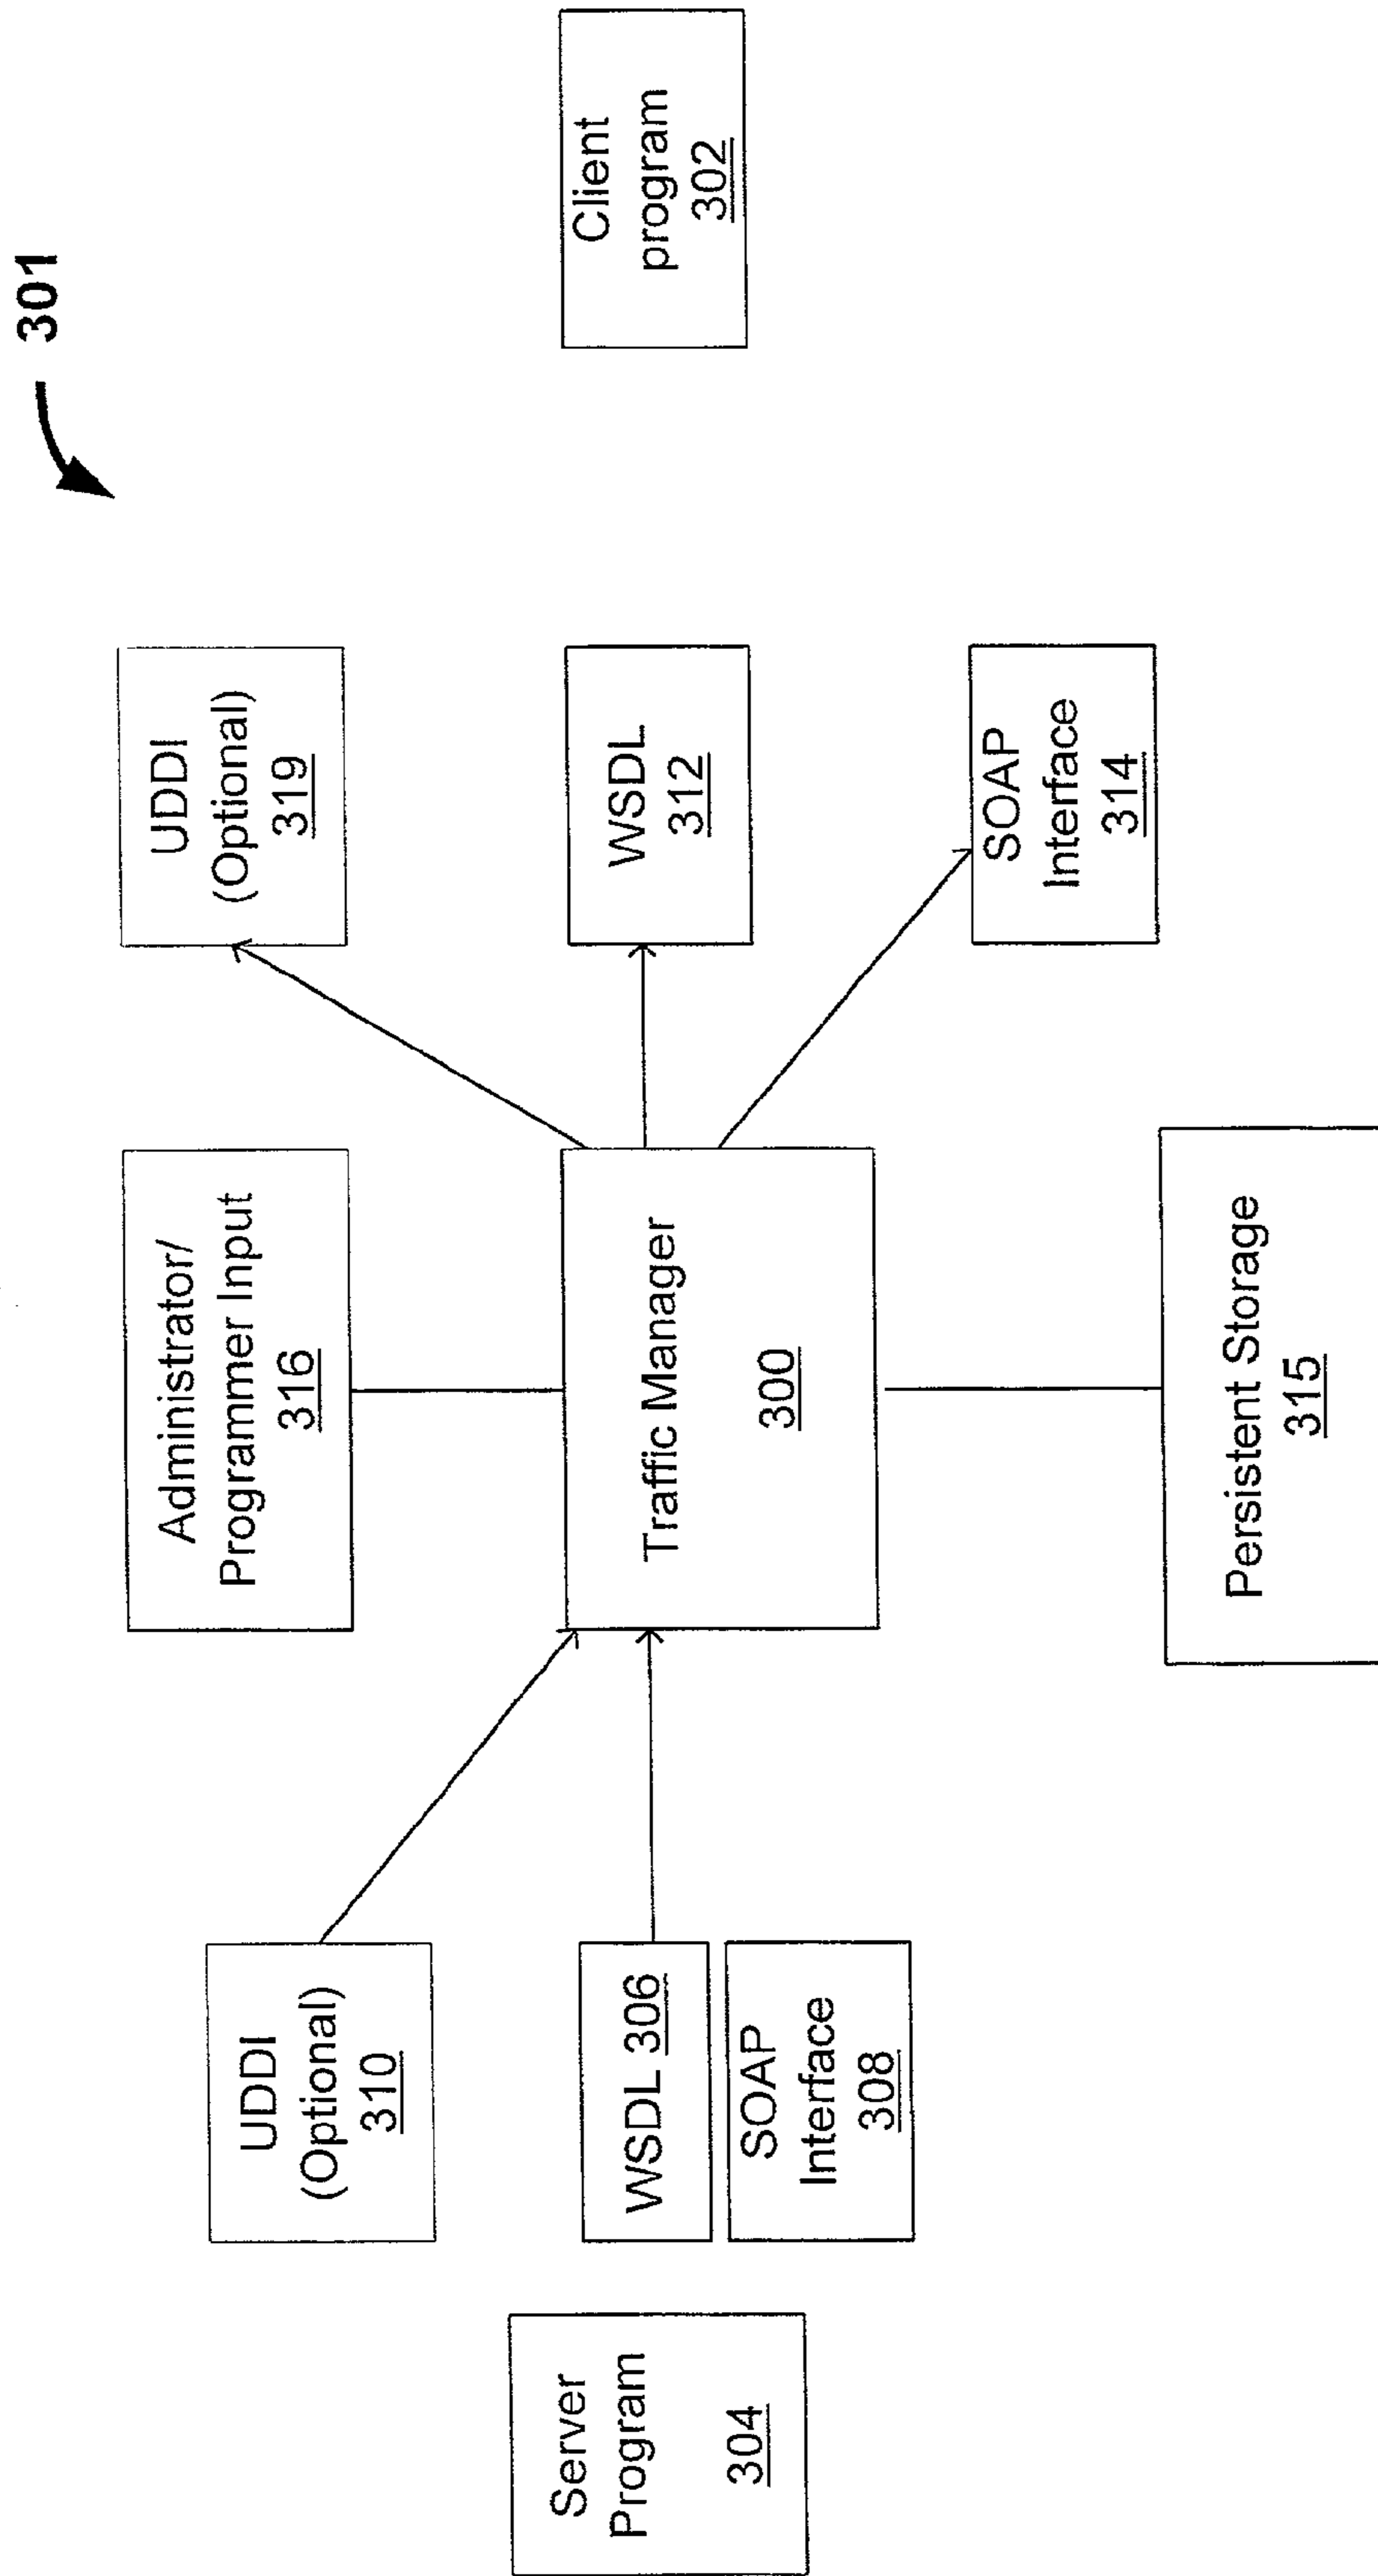 301
UDDI
(Optional)
310
Administrator/
Programmer Input
316
UDDI
(Optional)
319
Server
Program
304
WSDL 306
SOAP
Interface
308
Traffic Manager
300
WSDL
312
Client
program
302
SOAP
Interface
314
Persistent Storage
315